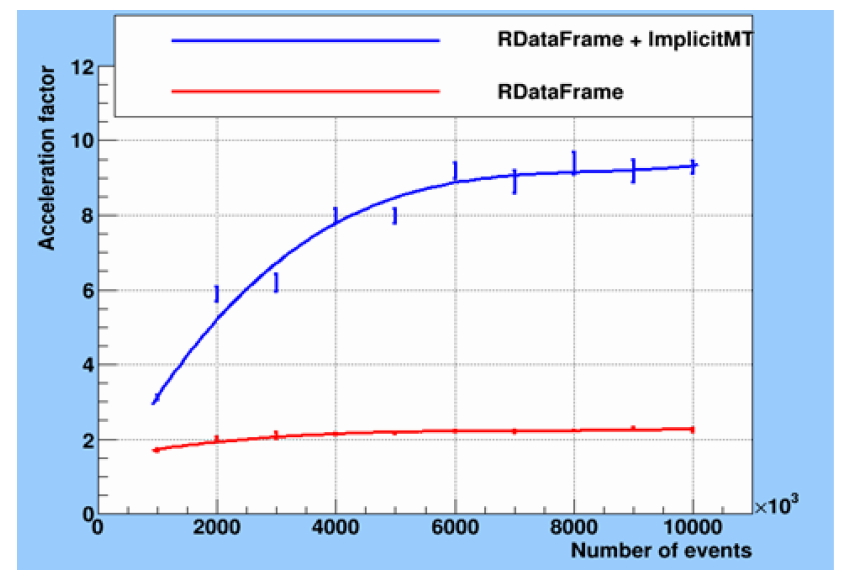 RDataFrame + ImplicitMT
RDataFrame
Acceleration factor
12
10
8
6
4
2
0
0 2000 4000 6000 8000 10000
×10³
Number of events